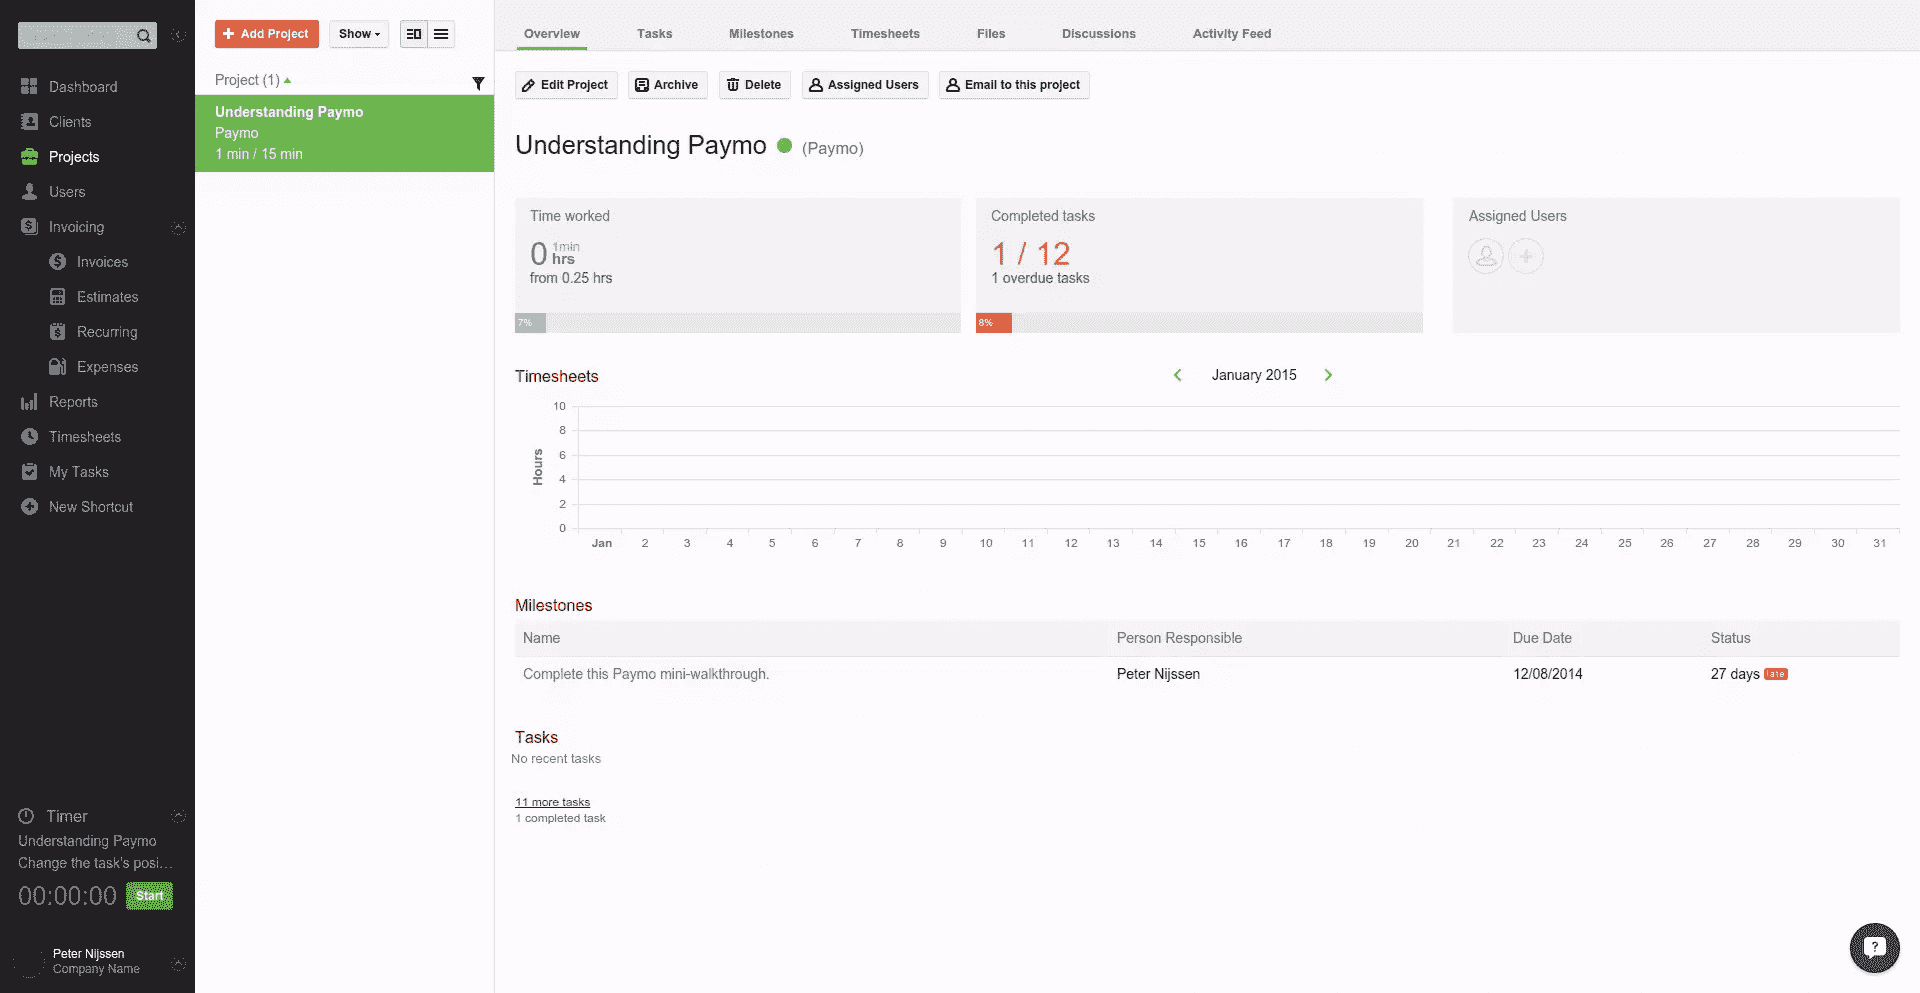 Dashboard
Clients
Projects
Users
Invoicing
Invoices
Estimates
Recurring
Expenses
Reports
Timesheets
My Tasks
New Shortcut
Timer
Understanding Paymo
Change the task's posi...
00:00:00 Start
Peter Nijssen
Company Name
+ Add Project Show
Project (1)
Understanding Paymo
Paymo
1 min / 15 min
Overview Tasks Milestones Timesheets Files Discussions Activity Feed
Edit Project Archive Delete Assigned Users Email to this project
Understanding Paymo (Paymo)
Time worked
0 1min hrs
from 0.25 hrs
7%
Completed tasks
1 / 12
1 overdue tasks
8%
Assigned Users
Timesheets January 2015
Hours
10
8
6
4
2
0
Jan 2 3 4 5 6 7 8 9 10 11 12 13 14 15 16 17 18 19 20 21 22 23 24 25 26 27 28 29 30 31
Milestones
Name Person Responsible Due Date Status
Complete this Paymo mini-walkthrough. Peter Nijssen 12/08/2014 27 days late
Tasks
No recent tasks
11 more tasks
1 completed task
?